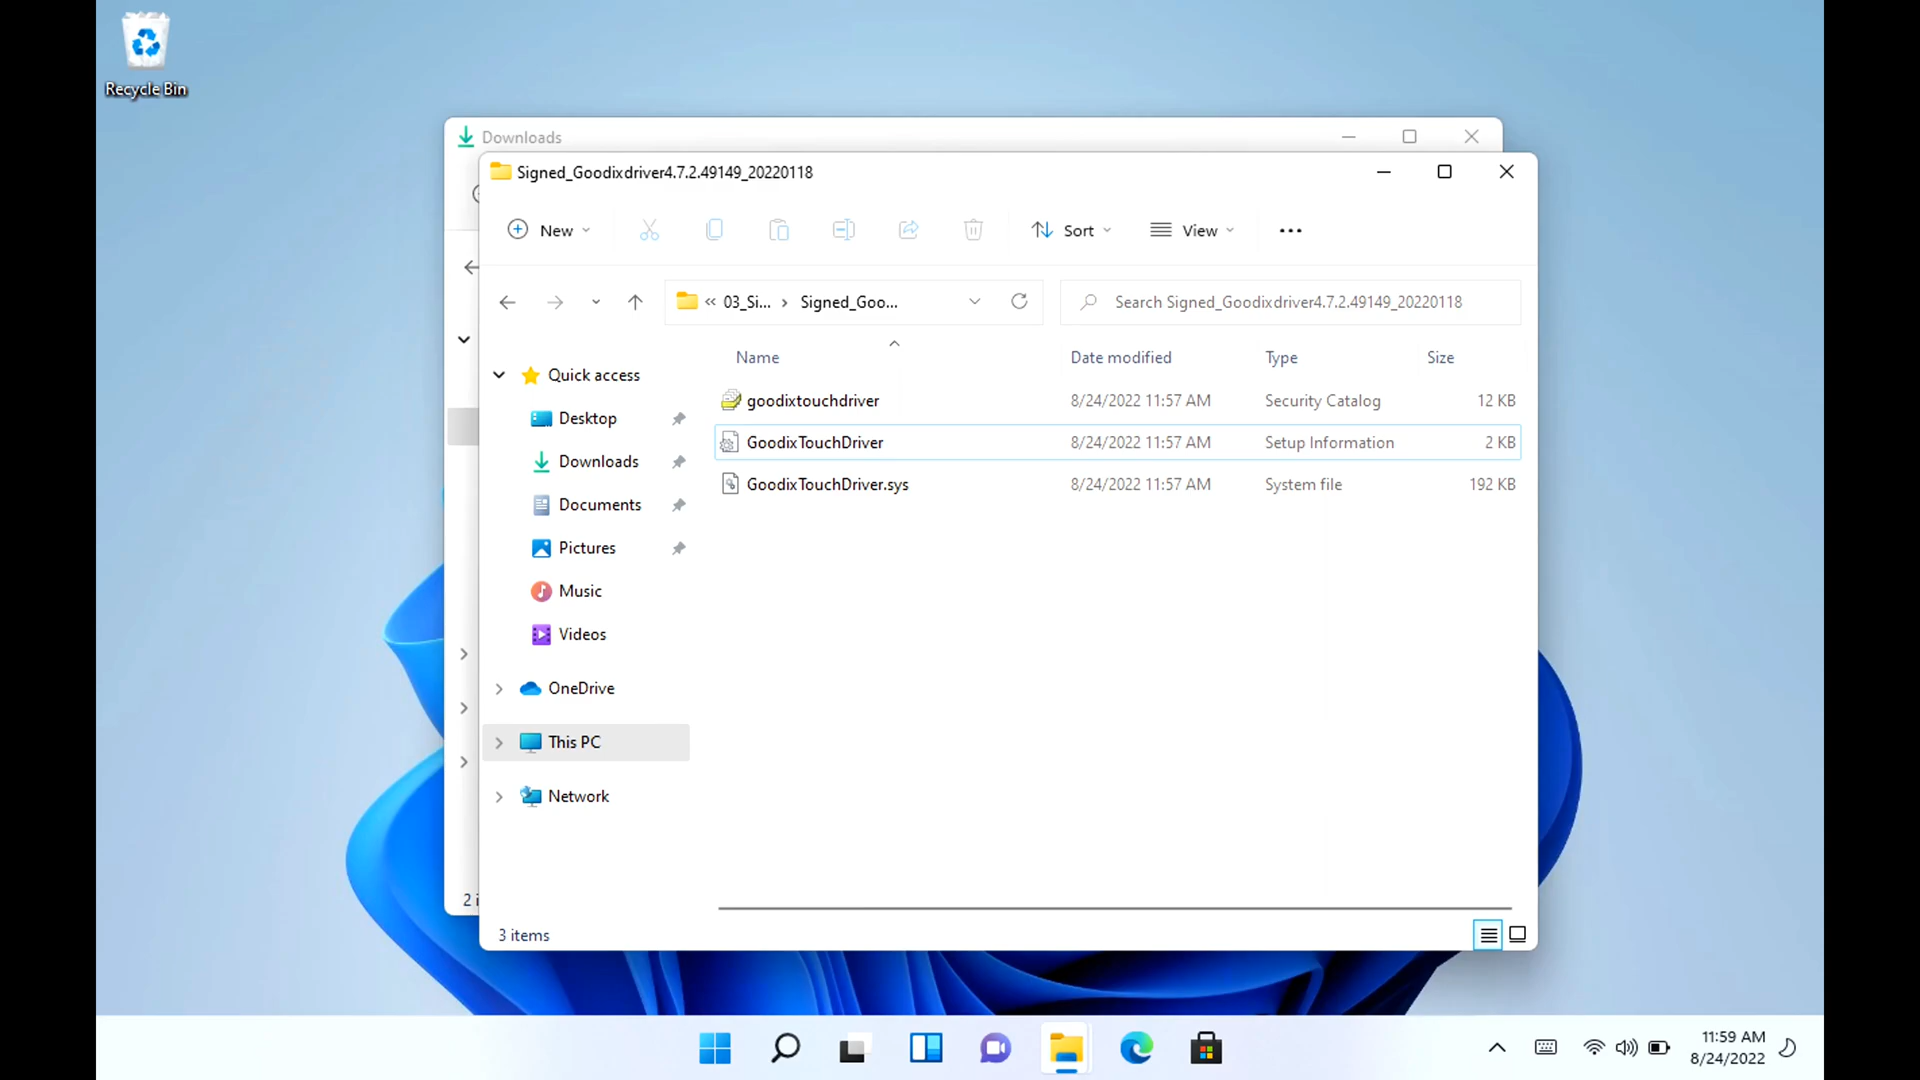 Recycle Bin
Downloads
Signed_Goodixdriver4.7.2.49149_20220118
New
Sort
View
03_Si...
Signed_Goo...
Search Signed_Goodixdriver4.7.2.49149_20220118
Name Date modified Type Size
Quick access
Desktop
Downloads
Documents
Pictures
Music
Videos
OneDrive
This PC
Network
goodixtouchdriver 8/24/2022 11:57 AM Security Catalog 12 KB
GoodixTouchDriver 8/24/2022 11:57 AM Setup Information 2 KB
GoodixTouchDriver.sys 8/24/2022 11:57 AM System file 192 KB
2 i
3 items
11:59 AM
8/24/2022